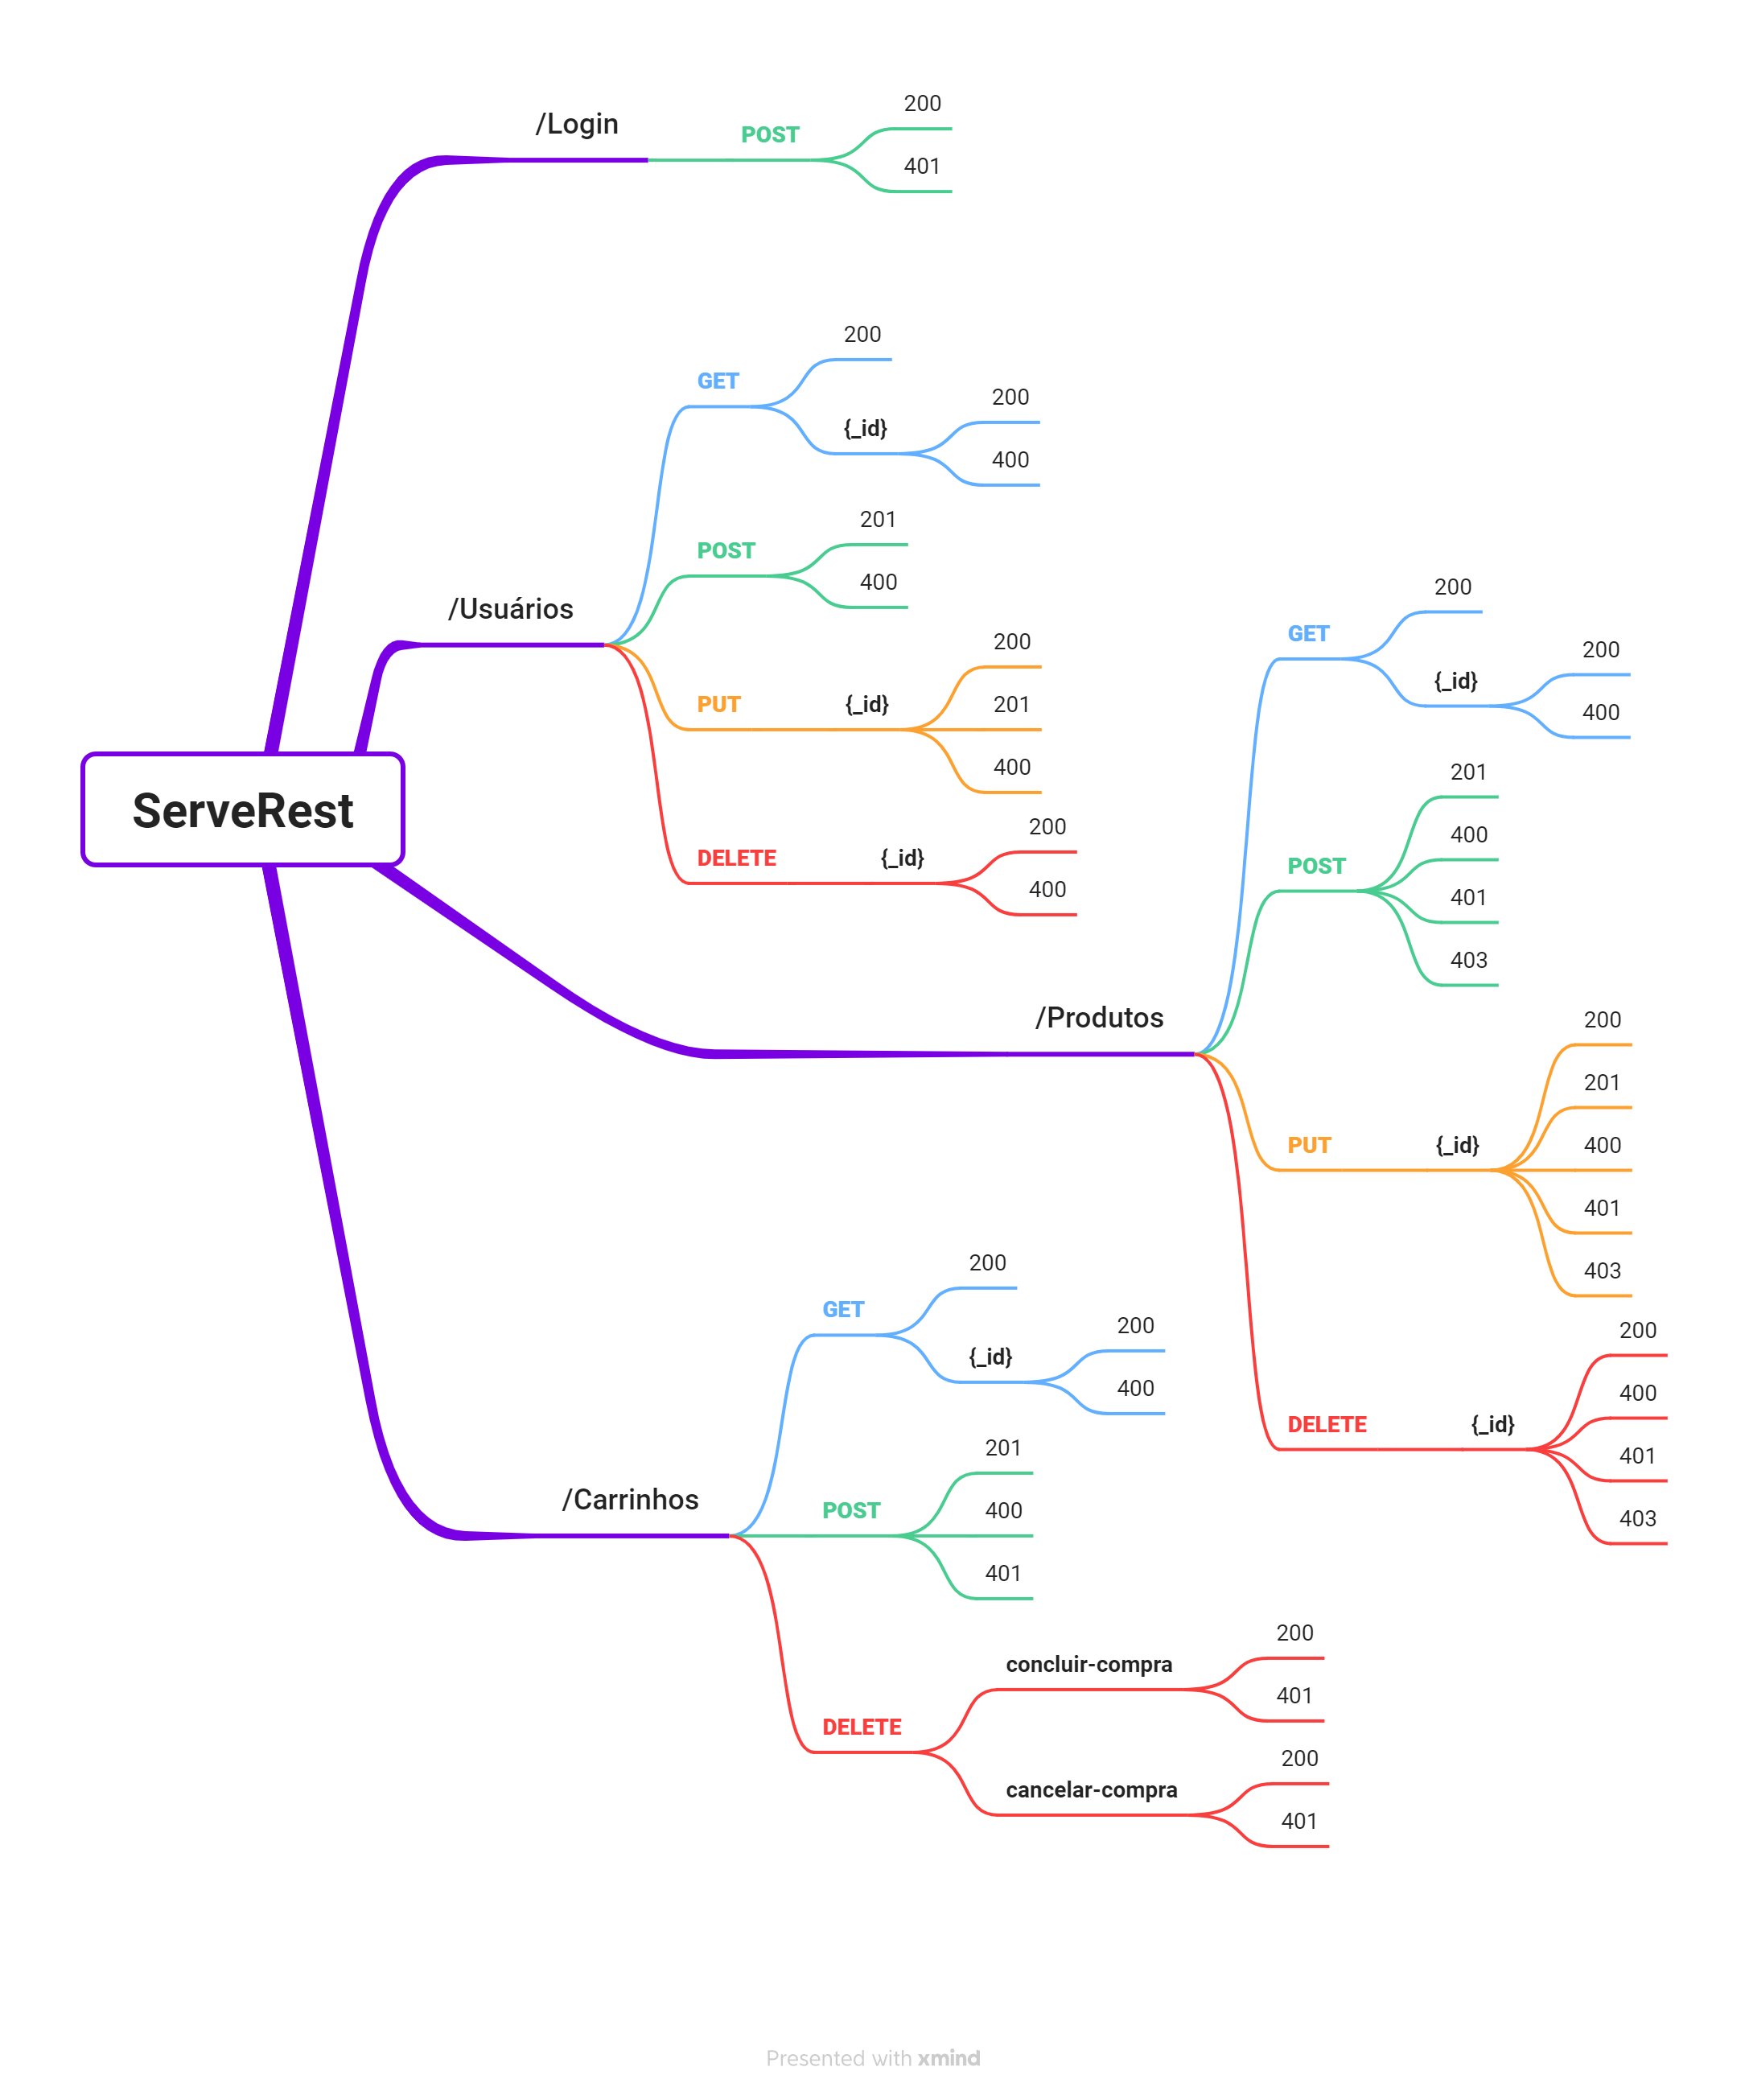 ServeRest
/Login
POST
200
401
/Usuários
GET
200
{_id}
200
400
POST
201
400
PUT
{_id}
200
201
400
DELETE
{_id}
200
400
/Produtos
GET
200
{_id}
200
400
POST
201
400
401
403
PUT
{_id}
200
201
400
401
403
DELETE
{_id}
200
400
401
403
/Carrinhos
GET
200
{_id}
200
400
POST
201
400
401
DELETE
concluir-compra
200
401
cancelar-compra
200
401
Presented with xmind